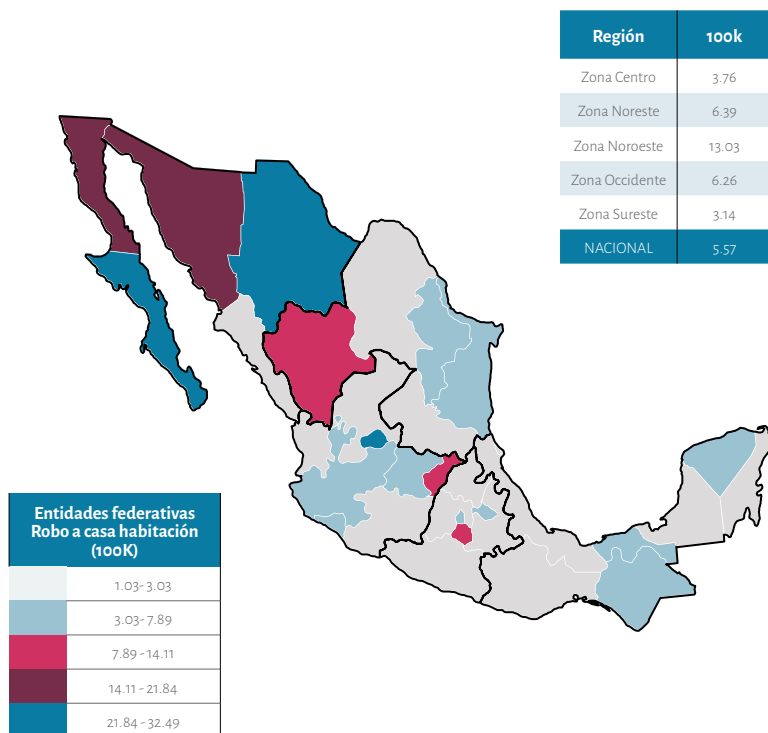 Región 100k
Zona Centro 3.76
Zona Noreste 6.39
Zona Noroeste 13.03
Zona Occidente 6.26
Zona Sureste 3.14
NACIONAL 5.57
Entidades federativas
Robo a casa habitación
(100K)
1.03-3.03
3.03-7.89
7.89 - 14.11
14.11 - 21.84
21.84 - 32.49